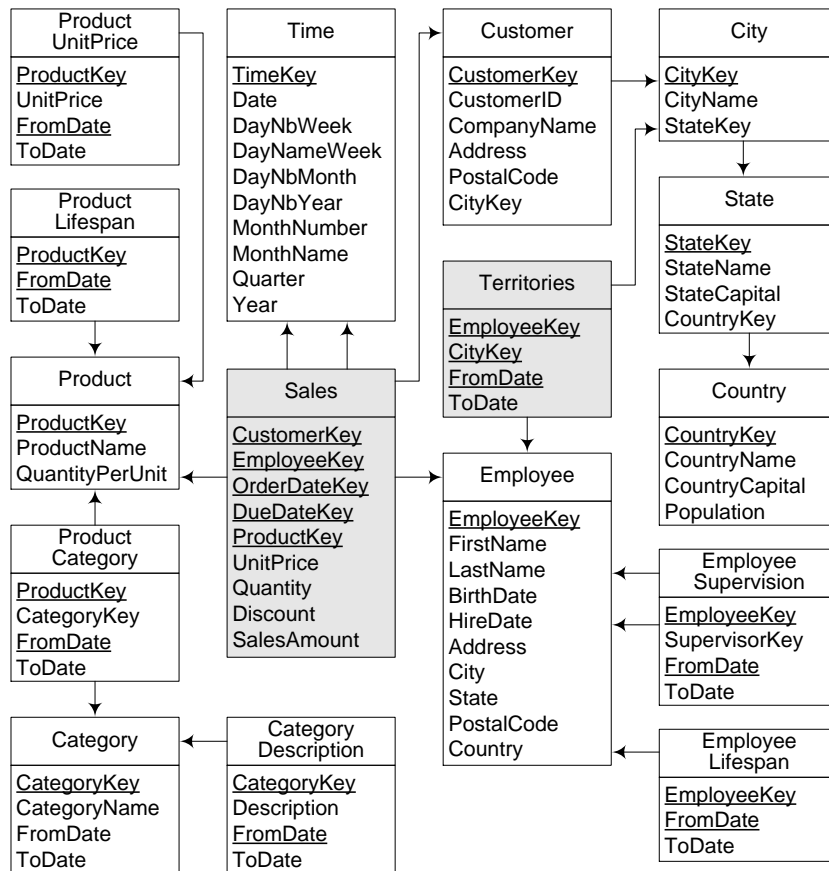 Product
UnitPrice
ProductKey
UnitPrice
FromDate
ToDate
Product
Lifespan
ProductKey
FromDate
ToDate
Product
ProductKey
ProductName
QuantityPerUnit
Product
Category
ProductKey
CategoryKey
FromDate
ToDate
Category
CategoryKey
CategoryName
FromDate
ToDate
Time
TimeKey
Date
DayNbWeek
DayNameWeek
DayNbMonth
DayNbYear
MonthNumber
MonthName
Quarter
Year
Sales
CustomerKey
EmployeeKey
OrderDateKey
DueDateKey
ProductKey
UnitPrice
Quantity
Discount
SalesAmount
Category
Description
CategoryKey
Description
FromDate
ToDate
Customer
CustomerKey
CustomerID
CompanyName
Address
PostalCode
CityKey
Territories
EmployeeKey
CityKey
FromDate
ToDate
Employee
EmployeeKey
FirstName
LastName
BirthDate
HireDate
Address
City
State
PostalCode
Country
City
CityKey
CityName
StateKey
State
StateKey
StateName
StateCapital
CountryKey
Country
CountryKey
CountryName
CountryCapital
Population
Employee
Supervision
EmployeeKey
SupervisorKey
FromDate
ToDate
Employee
Lifespan
EmployeeKey
FromDate
ToDate